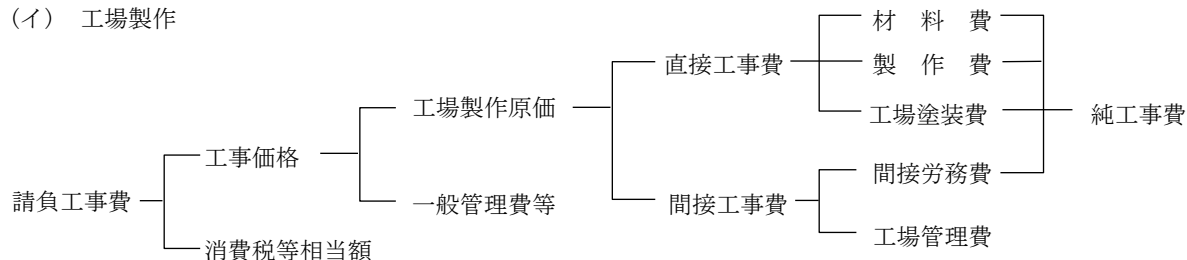 （イ） 工場製作
材 料 費
直接工事費
製 作 費
工場製作原価
工場塗装費
純工事費
工事価格
間接労務費
請負工事費
一般管理費等
間接工事費
工場管理費
消費税等相当額